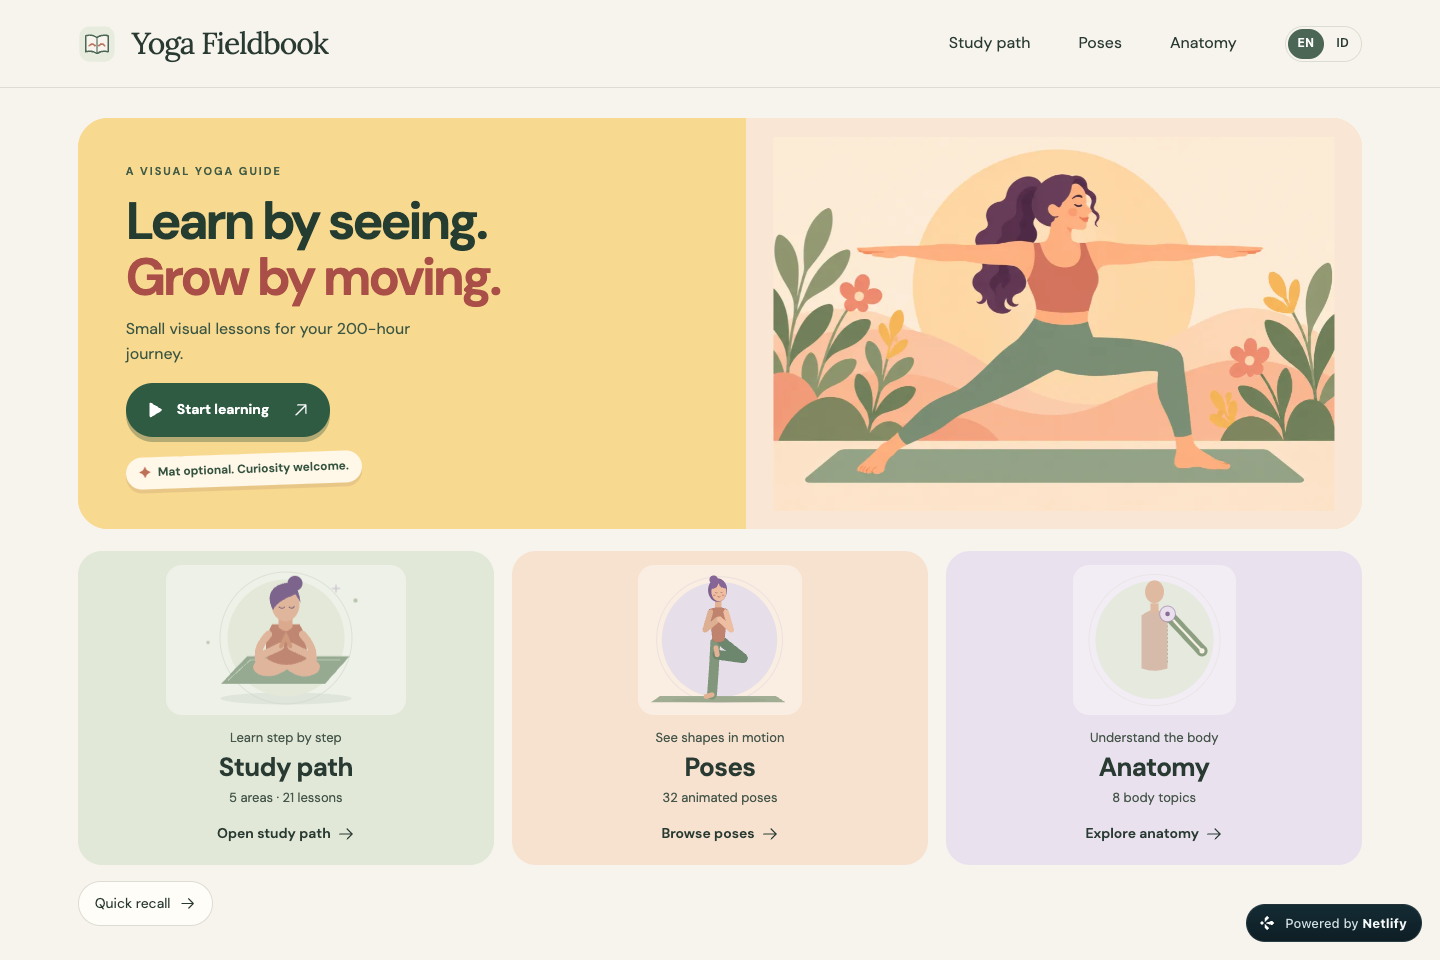 Yoga Fieldbook
Study path
Poses
Anatomy
EN
ID
A VISUAL YOGA GUIDE
Learn by seeing.
Grow by moving.
Small visual lessons for your 200-hour
journey.
Start learning
Mat optional. Curiosity welcome.
Learn step by step
Study path
5 areas · 21 lessons
Open study path
See shapes in motion
Poses
32 animated poses
Browse poses
Understand the body
Anatomy
8 body topics
Explore anatomy
Quick recall
Powered by Netlify